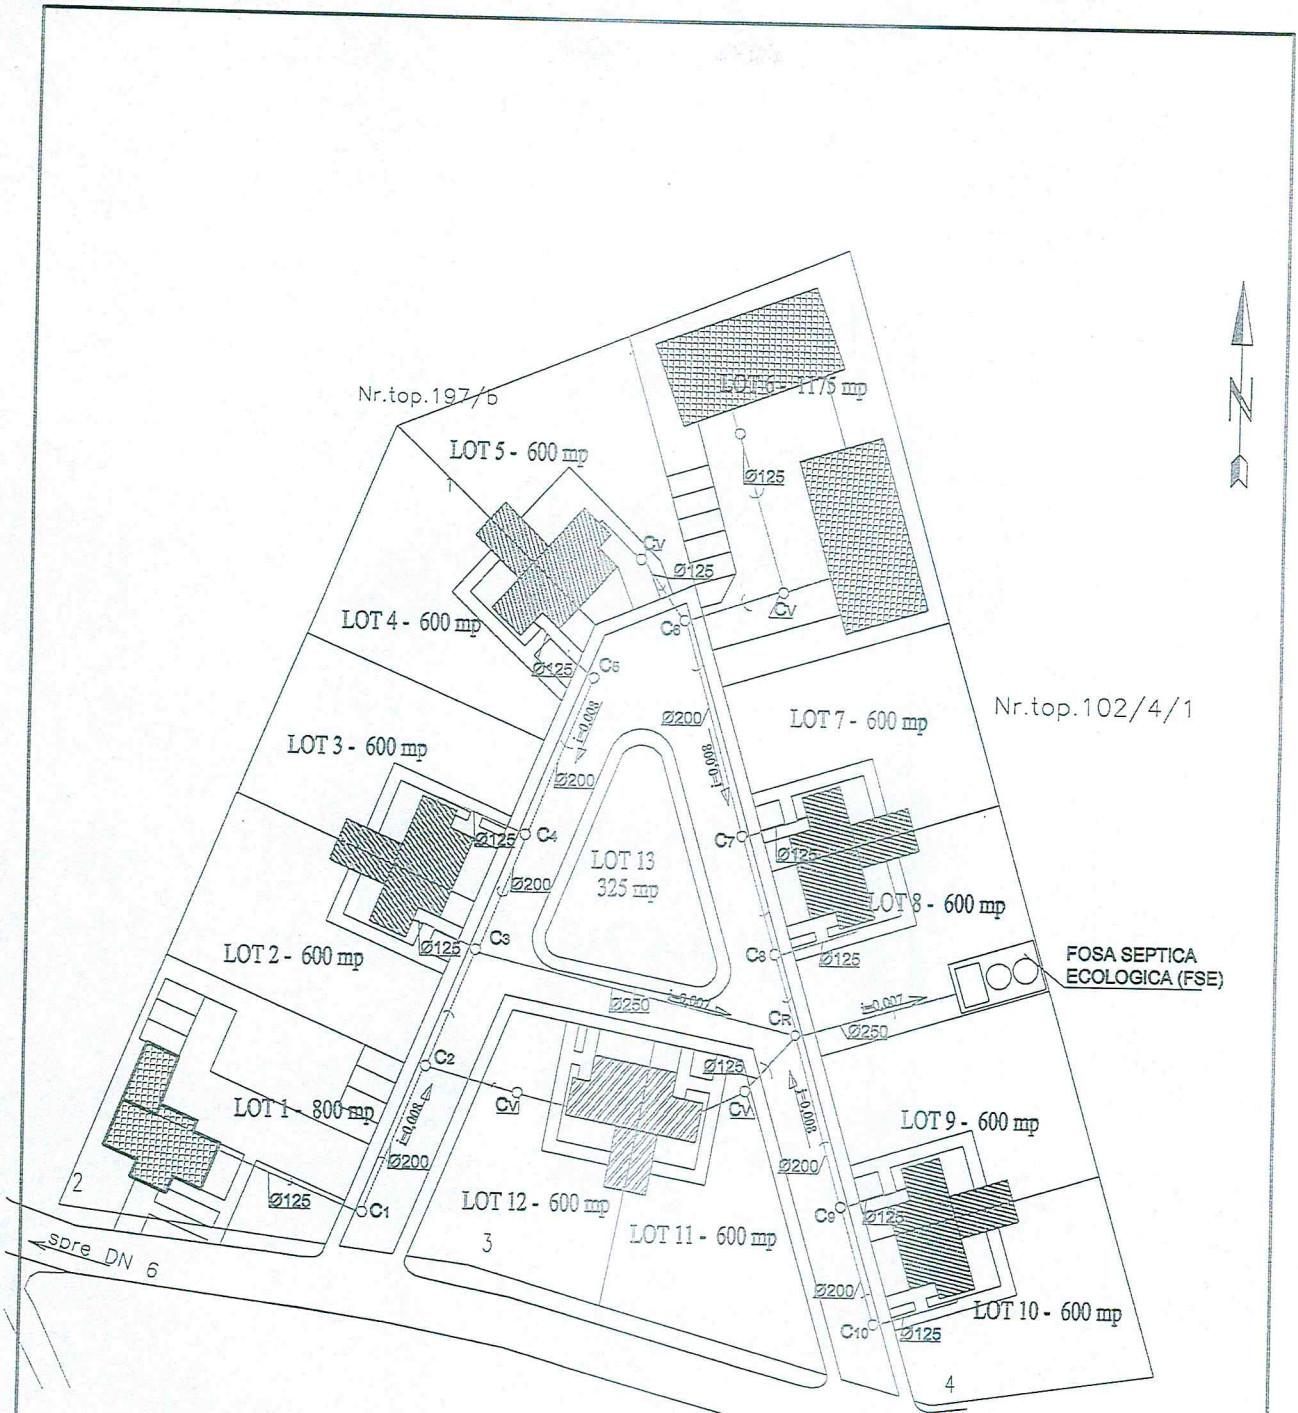 Nr.top.197/b
LOT 6 - 1175 mp
LOT 5 - 600 mp
1
Ø125
N
Cv
Ø125
LOT 4 - 600 mp
Cv
C6
Ø125
C5
Nr.top.102/4/1
Ø200
LOT 7 - 600 mp
i=0.008
LOT 3 - 600 mp
i=0.008
Ø200
Ø125
C4
C7
Ø125
LOT 13
325 mp
Ø200
LOT 8 - 600 mp
Ø125
C3
LOT 2 - 600 mp
C8
Ø125
FOSA SEPTICA
ECOLOGICA (FSE)
Ø250
i=0.007
i=0.007
CR
Ø250
C2
Ø125
Cv
Cv
LOT 1 - 800 mp
i=0.008
i=0.008
LOT 9 - 600 mp
Ø200
Ø200
2
Ø125
C1
LOT 12 - 600 mp
C9
Ø125
3
LOT 11 - 600 mp
spre DN 6
Ø200
LOT 10 - 600 mp
C10
Ø125
4